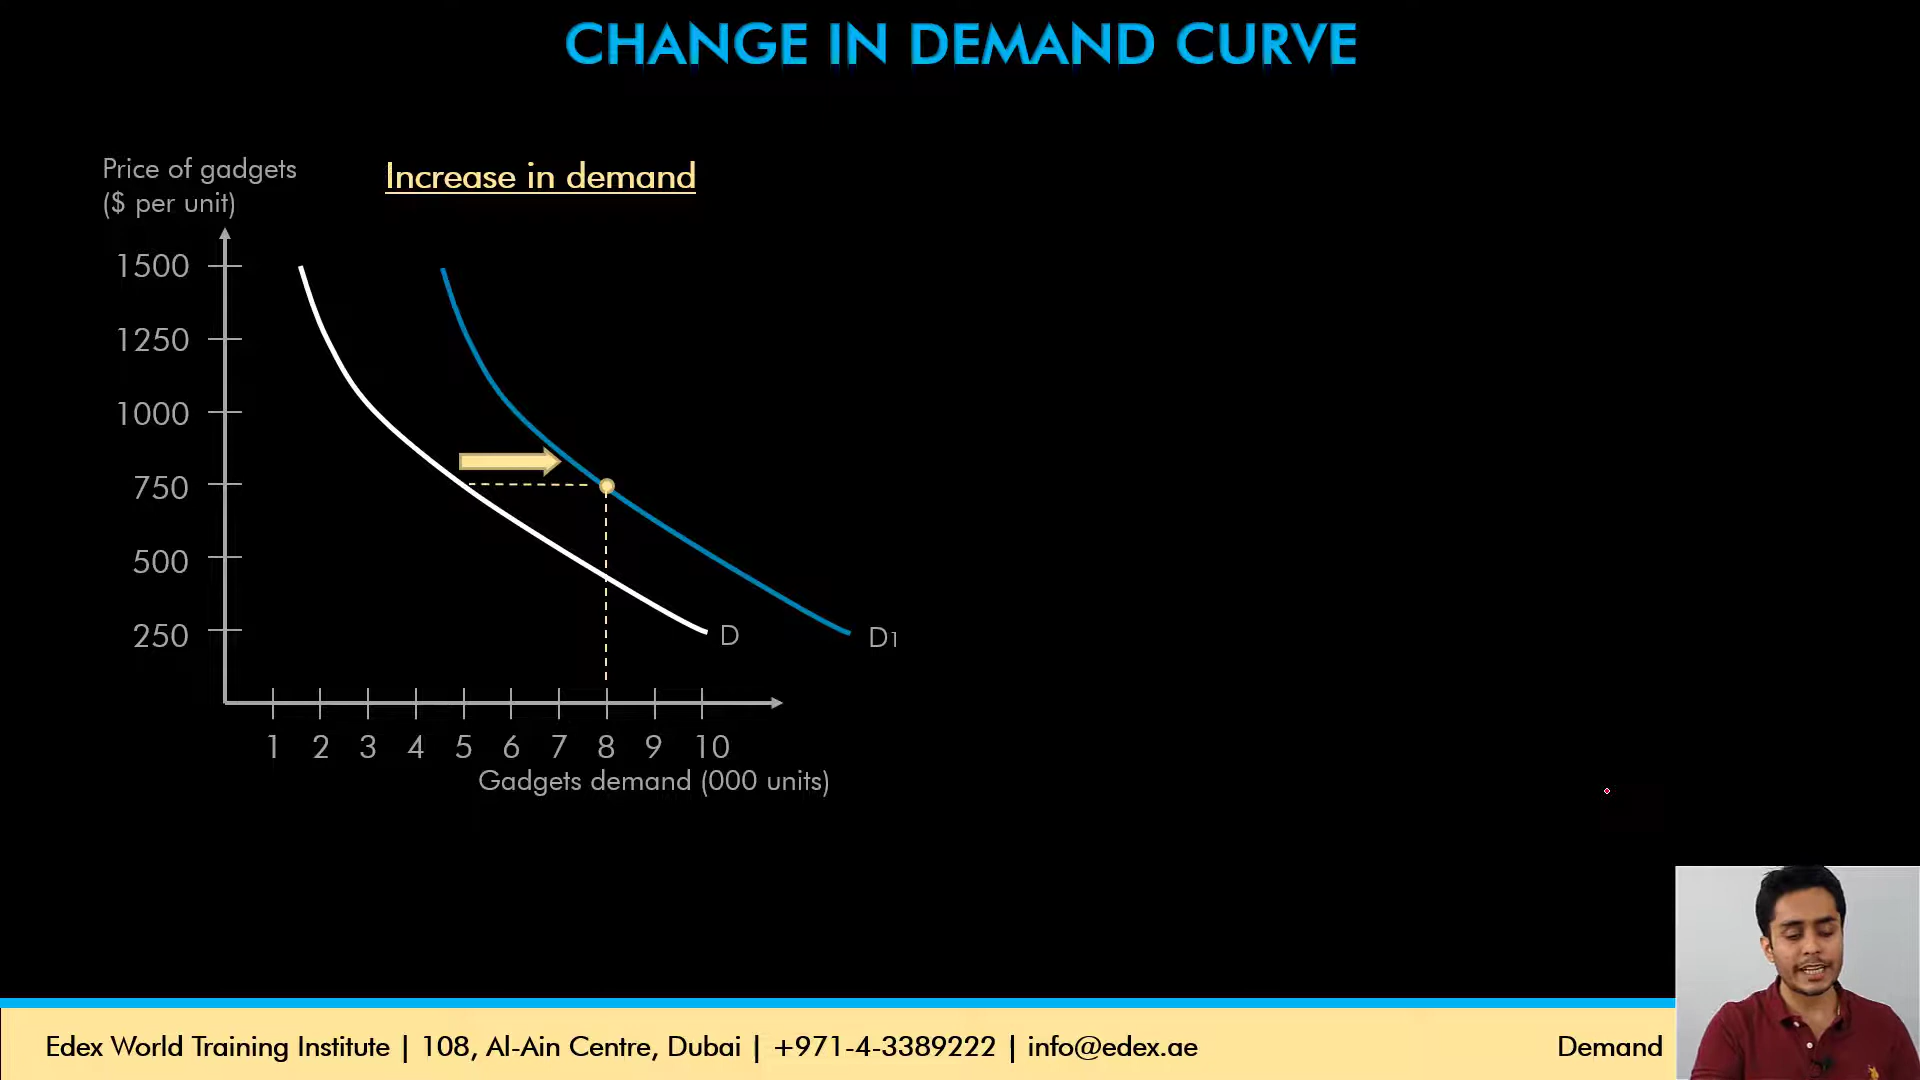 CHANGE IN DEMAND CURVE
Price of gadgets
($ per unit)
Increase in demand
1500
1250
1000
750
500
250
D
D1
1 2 3 4 5 6 7 8 9 10
Gadgets demand (000 units)
Edex World Training Institute | 108, Al-Ain Centre, Dubai | +971-4-3389222 | info@edex.ae
Demand